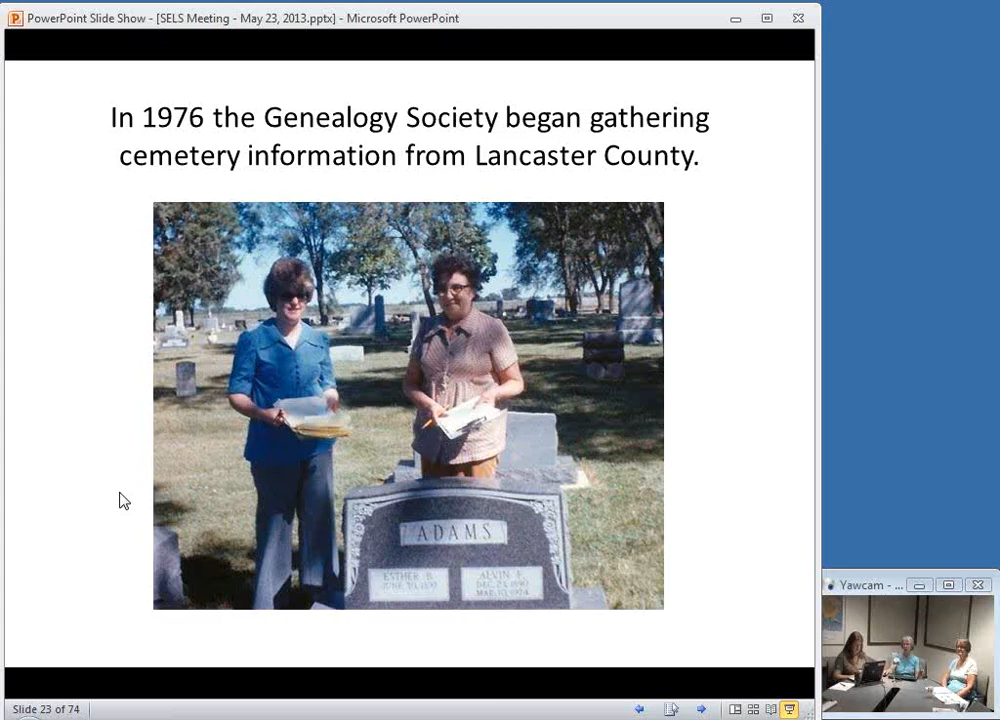 PowerPoint Slide Show - [SELS Meeting - May 23, 2013.pptx] - Microsoft PowerPoint
In 1976 the Genealogy Society began gathering
cemetery information from Lancaster County.
ADAMS
ESTHER B.
ALVIN F.
DEC. 23, 1890
MAR. 10, 1974
Yawcam - ...
Slide 23 of 74